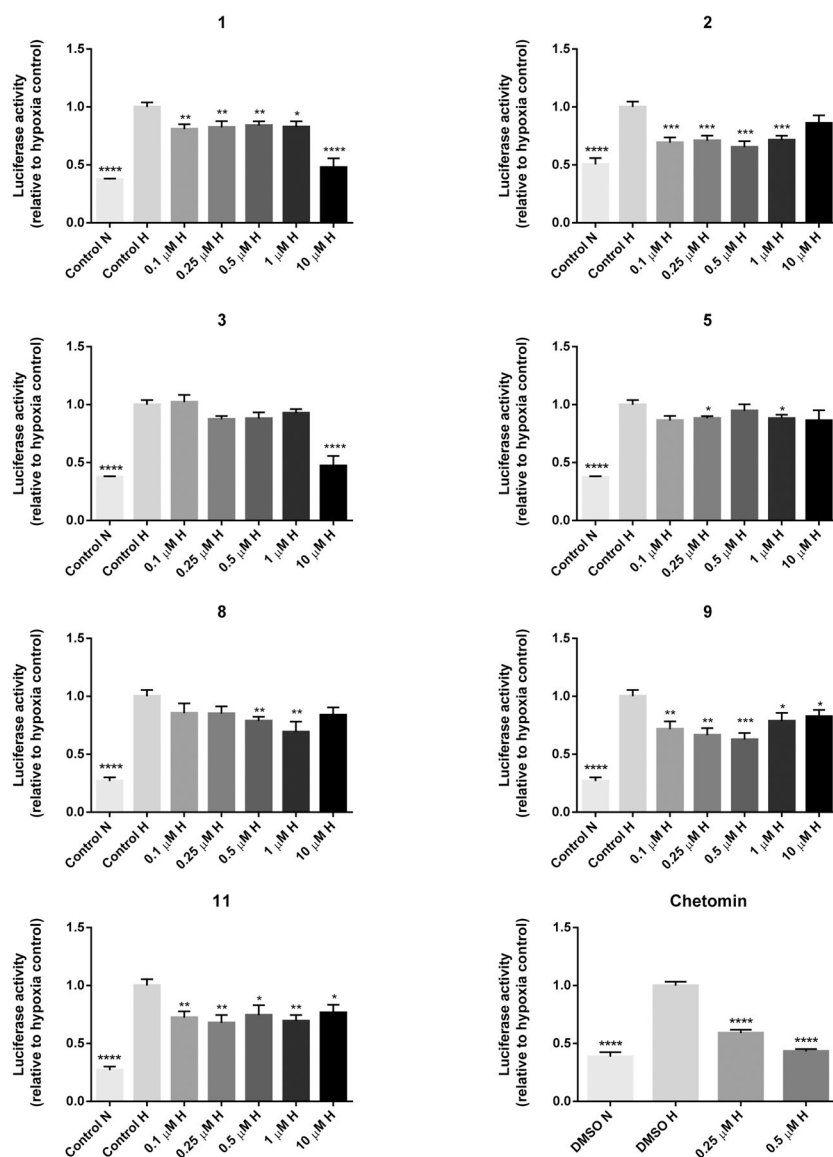 1
Luciferase activity
(relative to hypoxia control)
1.5
1.0
0.5
0.0
****
**
**
**
*
****
Control N
Control H
0.1 μM H
0.25 μM H
0.5 μM H
1 μM H
10 μM H
2
Luciferase activity
(relative to hypoxia control)
1.5
1.0
0.5
0.0
****
***
***
***
***
Control N
Control H
0.1 μM H
0.25 μM H
0.5 μM H
1 μM H
10 μM H
3
Luciferase activity
(relative to hypoxia control)
1.5
1.0
0.5
0.0
****
****
Control N
Control H
0.1 μM H
0.25 μM H
0.5 μM H
1 μM H
10 μM H
5
Luciferase activity
(relative to hypoxia control)
1.5
1.0
0.5
0.0
****
*
*
Control N
Control H
0.1 μM H
0.25 μM H
0.5 μM H
1 μM H
10 μM H
8
Luciferase activity
(relative to hypoxia control)
1.5
1.0
0.5
0.0
****
**
**
Control N
Control H
0.1 μM H
0.25 μM H
0.5 μM H
1 μM H
10 μM H
9
Luciferase activity
(relative to hypoxia control)
1.5
1.0
0.5
0.0
****
**
**
***
*
*
Control N
Control H
0.1 μM H
0.25 μM H
0.5 μM H
1 μM H
10 μM H
11
Luciferase activity
(relative to hypoxia control)
1.5
1.0
0.5
0.0
****
**
**
*
**
*
Control N
Control H
0.1 μM H
0.25 μM H
0.5 μM H
1 μM H
10 μM H
Chetomin
Luciferase activity
(relative to hypoxia control)
1.5
1.0
0.5
0.0
****
****
****
DMSO N
DMSO H
0.25 μM H
0.5 μM H